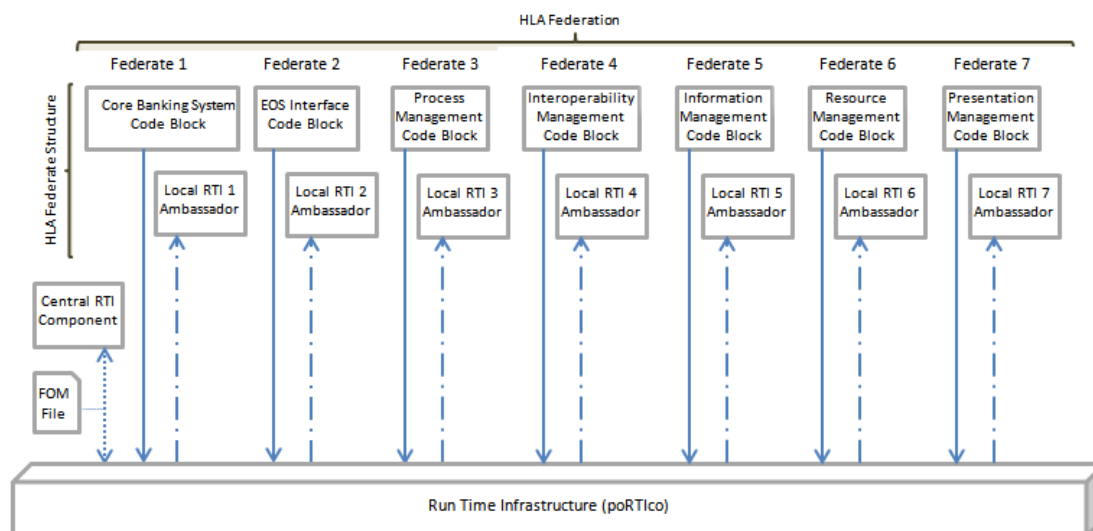 HLA Federation
Federate 1
Federate 2
Federate 3
Federate 4
Federate 5
Federate 6
Federate 7
HLA Federate Structure
Core Banking System
Code Block
EOS Interface
Code Block
Process
Management
Code Block
Interoperability
Management
Code Block
Information
Management
Code Block
Resource
Management
Code Block
Presentation
Management
Code Block
Local RTI 1
Ambassador
Local RTI 2
Ambassador
Local RTI 3
Ambassador
Local RTI 4
Ambassador
Local RTI 5
Ambassador
Local RTI 6
Ambassador
Local RTI 7
Ambassador
Central RTI
Component
FOM
File
Run Time Infrastructure (poRTIco)